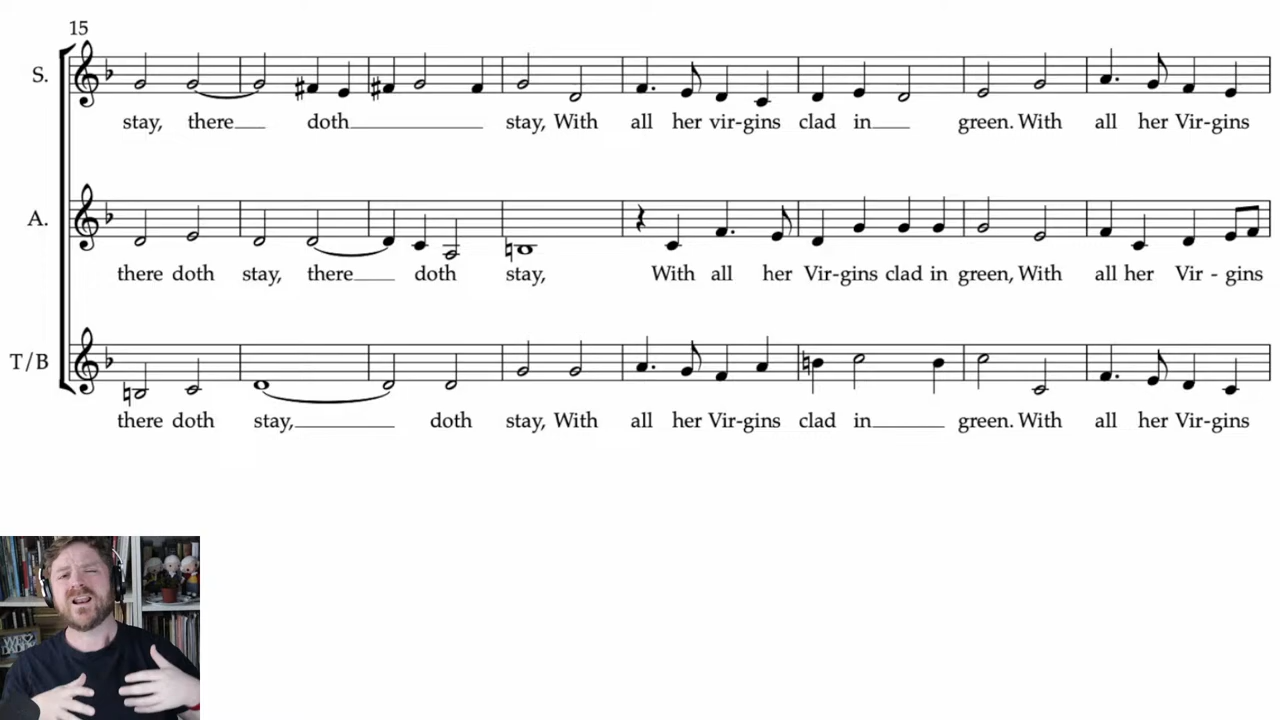 15
S.
stay, there doth stay, With all her vir-gins clad in green. With all her Vir-gins
A.
there doth stay, there doth stay, With all her Vir-gins clad in green, With all her Vir - gins
T/B
there doth stay, doth stay, With all her Vir-gins clad in green. With all her Vir-gins